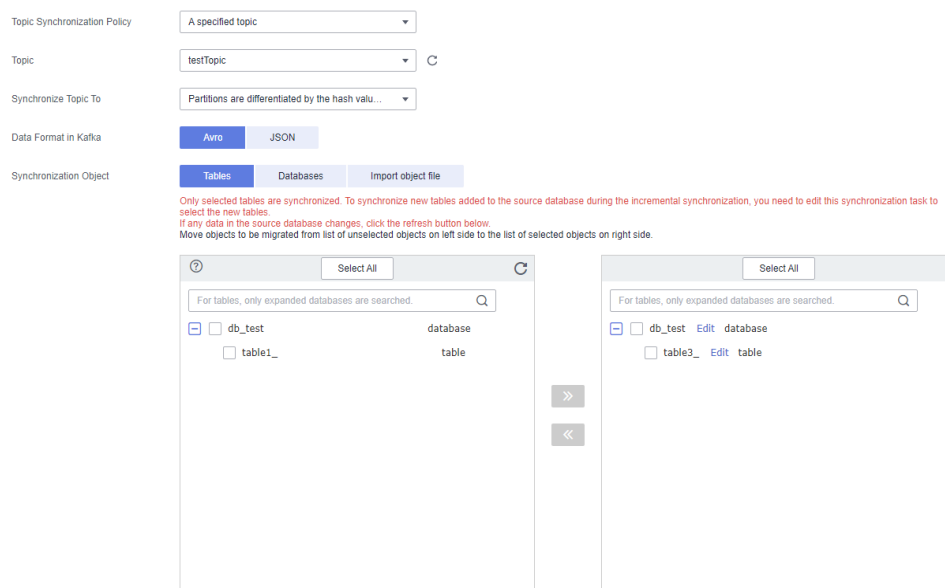 Topic Synchronization Policy
A specified topic
Topic
testTopic
Synchronize Topic To
Partitions are differentiated by the hash valu...
Data Format in Kafka
Avro JSON
Synchronization Object
Tables Databases Import object file
Only selected tables are synchronized. To synchronize new tables added to the source database during the incremental synchronization, you need to edit this synchronization task to
select the new tables.
If any data in the source database changes, click the refresh button below.
Move objects to be migrated from list of unselected objects on left side to the list of selected objects on right side.
Select All
For tables, only expanded databases are searched.
db_test database
table1_ table
Select All
For tables, only expanded databases are searched.
db_test Edit database
table3_ Edit table